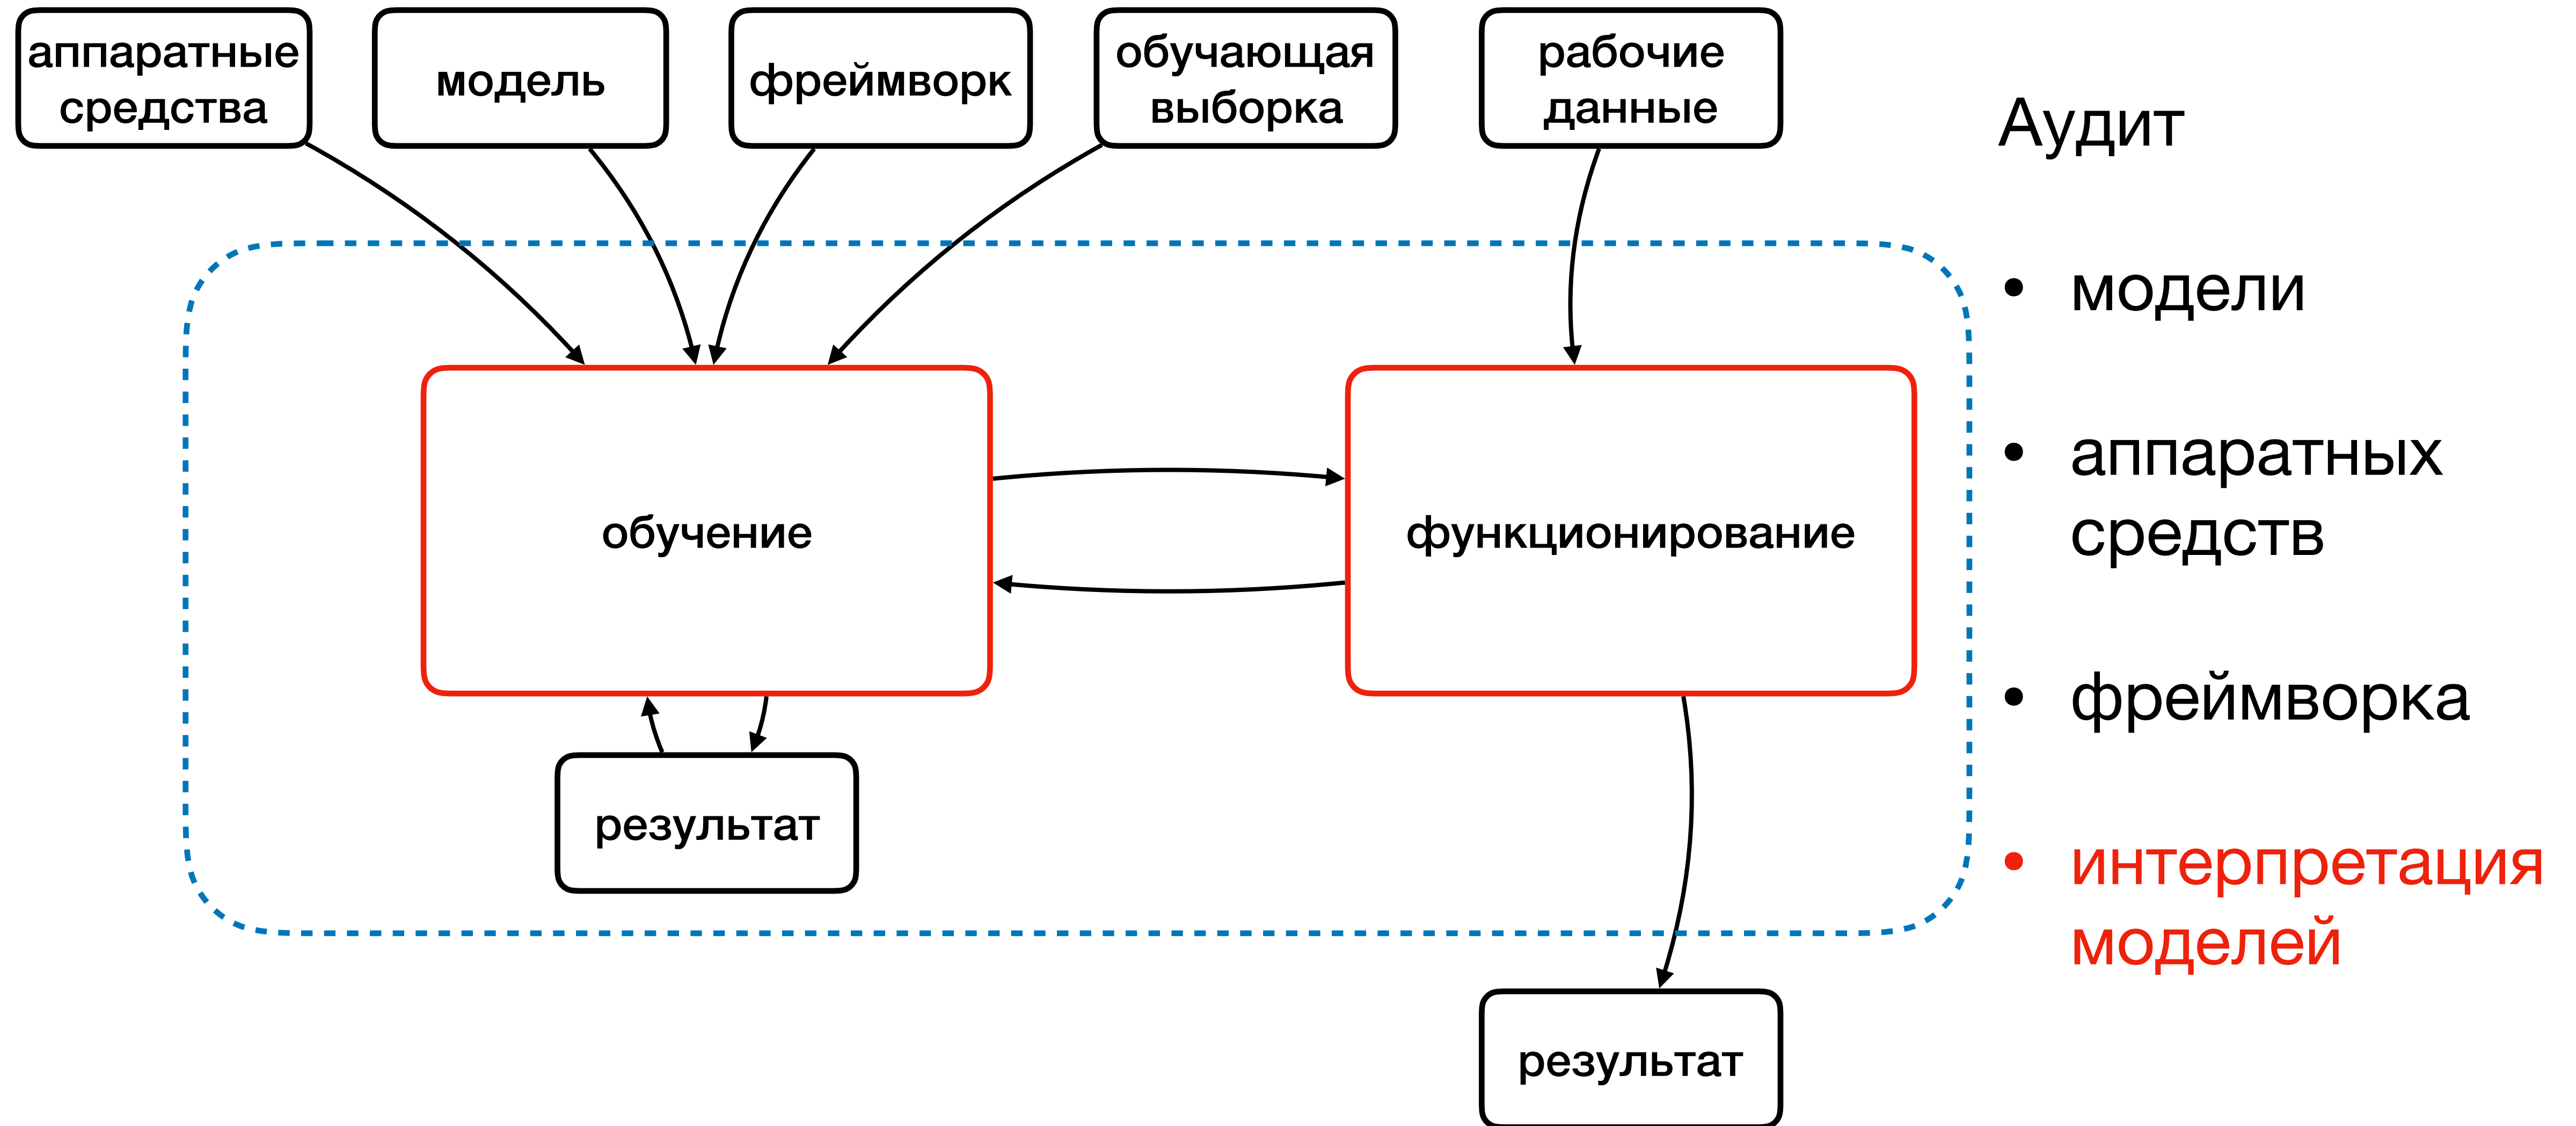 аппаратные
средства
модель
фреймворк
обучающая
выборка
рабочие
данные
Аудит
• модели
• аппаратных
средств
• фреймворка
• интерпретация
моделей
обучение
функционирование
результат
результат